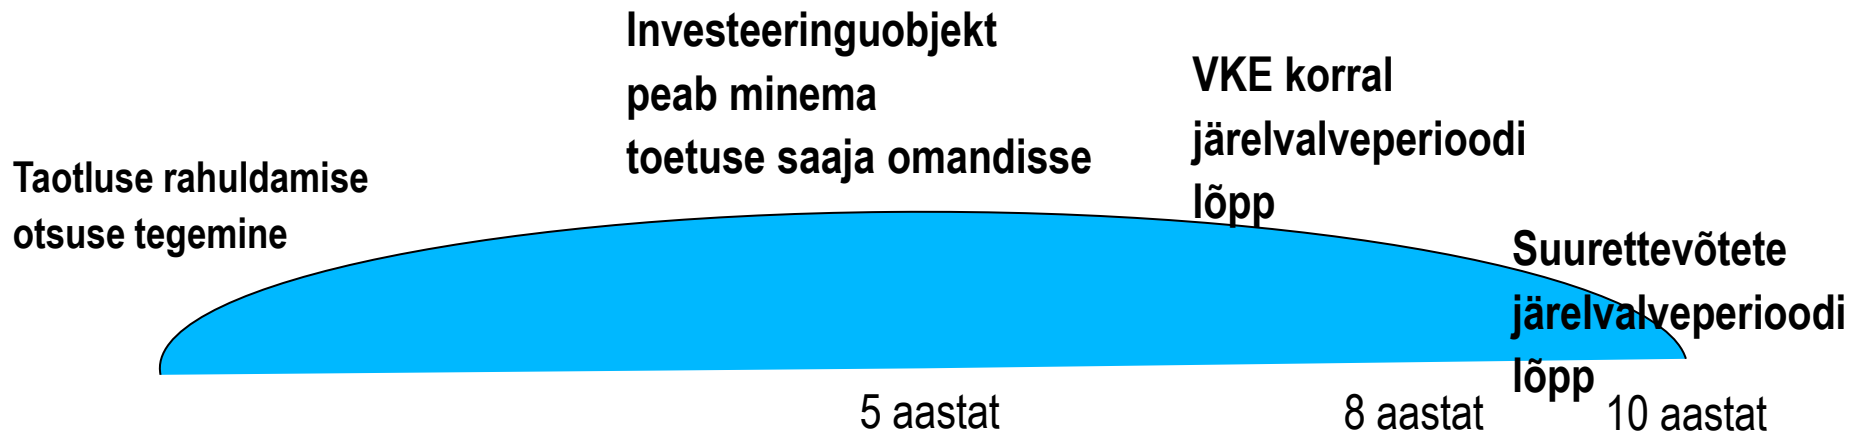 Taotluse rahuldamise
otsuse tegemine
Investeeringuobjekt
peab minema
toetuse saaja omandisse
VKE korral
järelvalveperioodi
lõpp
Suurettevõtete
järelvalveperioodi
lõpp
5 aastat
8 aastat
10 aastat